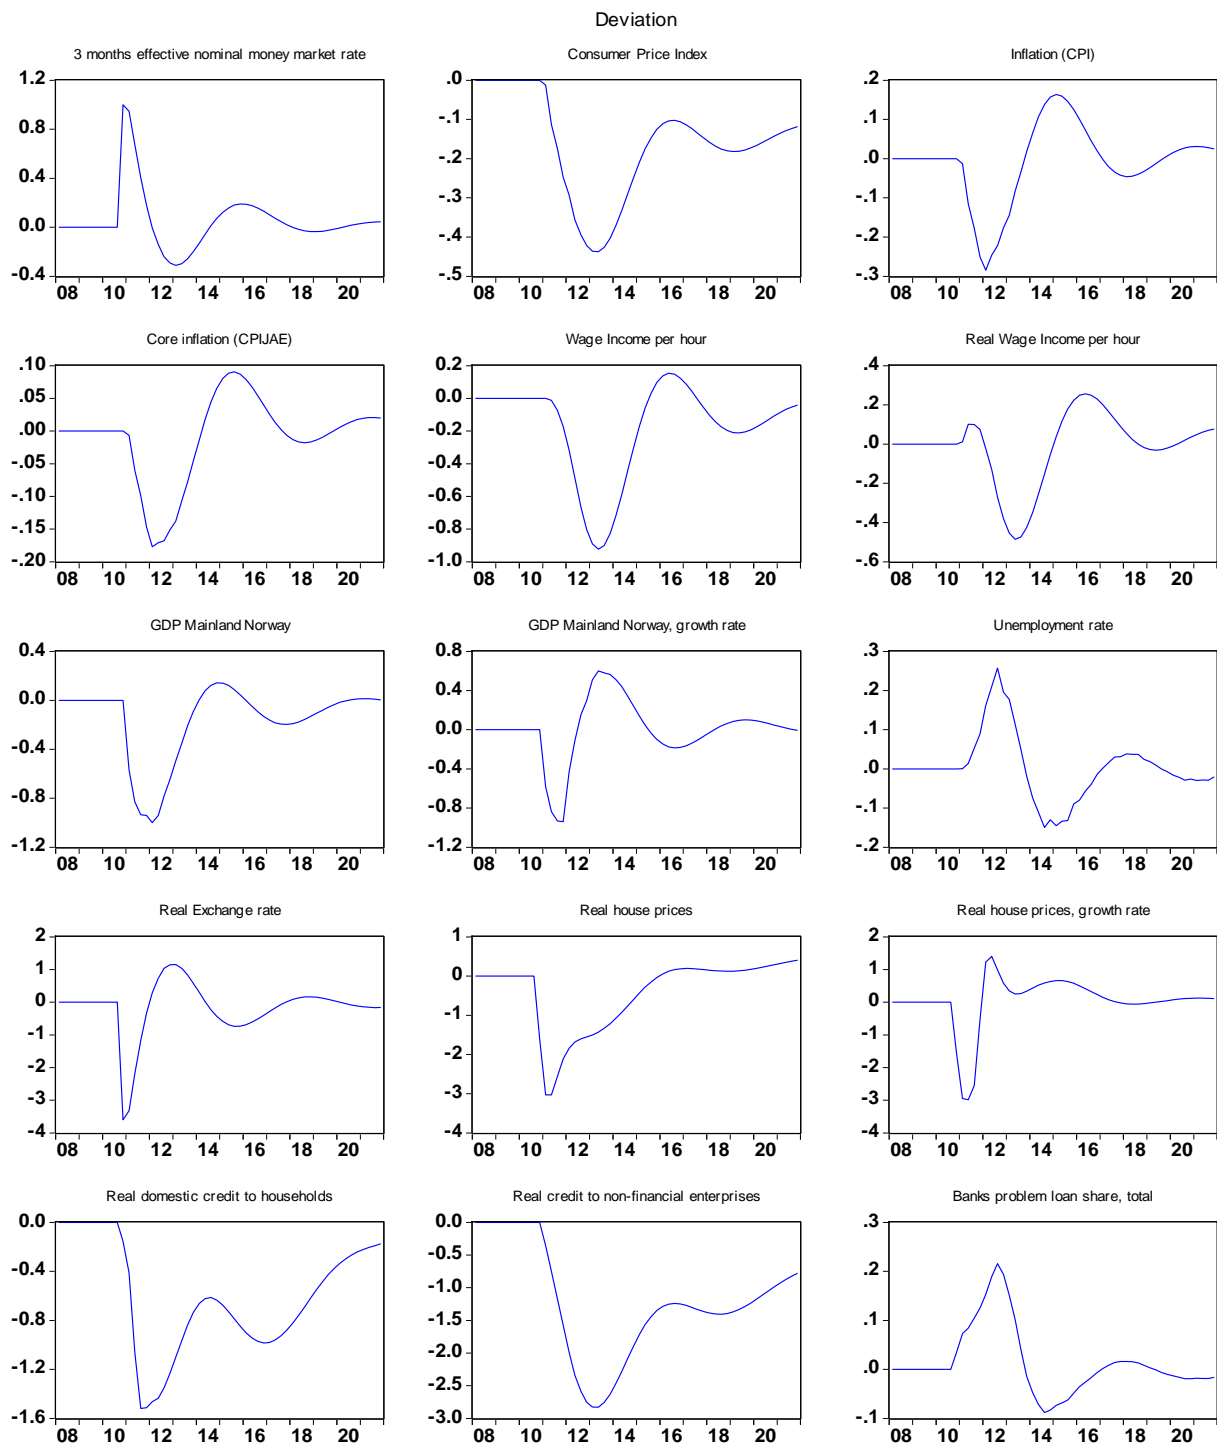 Deviation
3 months effective nominal money market rate
1.2
0.8
0.4
0.0
-0.4
08 10 12 14 16 18 20
Consumer Price Index
.0
-.1
-.2
-.3
-.4
-.5
08 10 12 14 16 18 20
Inflation (CPI)
.2
.1
.0
-.1
-.2
-.3
08 10 12 14 16 18 20
Core inflation (CPIJAE)
.10
.05
.00
-.05
-.10
-.15
-.20
08 10 12 14 16 18 20
Wage Income per hour
0.2
0.0
-0.2
-0.4
-0.6
-0.8
-1.0
08 10 12 14 16 18 20
Real Wage Income per hour
.4
.2
.0
-.2
-.4
-.6
08 10 12 14 16 18 20
GDP Mainland Norway
0.4
0.0
-0.4
-0.8
-1.2
08 10 12 14 16 18 20
GDP Mainland Norway, growth rate
0.8
0.4
0.0
-0.4
-0.8
-1.2
08 10 12 14 16 18 20
Unemployment rate
.3
.2
.1
.0
-.1
-.2
08 10 12 14 16 18 20
Real Exchange rate
2
1
0
-1
-2
-3
-4
08 10 12 14 16 18 20
Real house prices
1
0
-1
-2
-3
-4
08 10 12 14 16 18 20
Real house prices, growth rate
2
1
0
-1
-2
-3
-4
08 10 12 14 16 18 20
Real domestic credit to households
0.0
-0.4
-0.8
-1.2
-1.6
08 10 12 14 16 18 20
Real credit to non-financial enterprises
0.0
-0.5
-1.0
-1.5
-2.0
-2.5
-3.0
08 10 12 14 16 18 20
Banks problem loan share, total
.3
.2
.1
.0
-.1
08 10 12 14 16 18 20